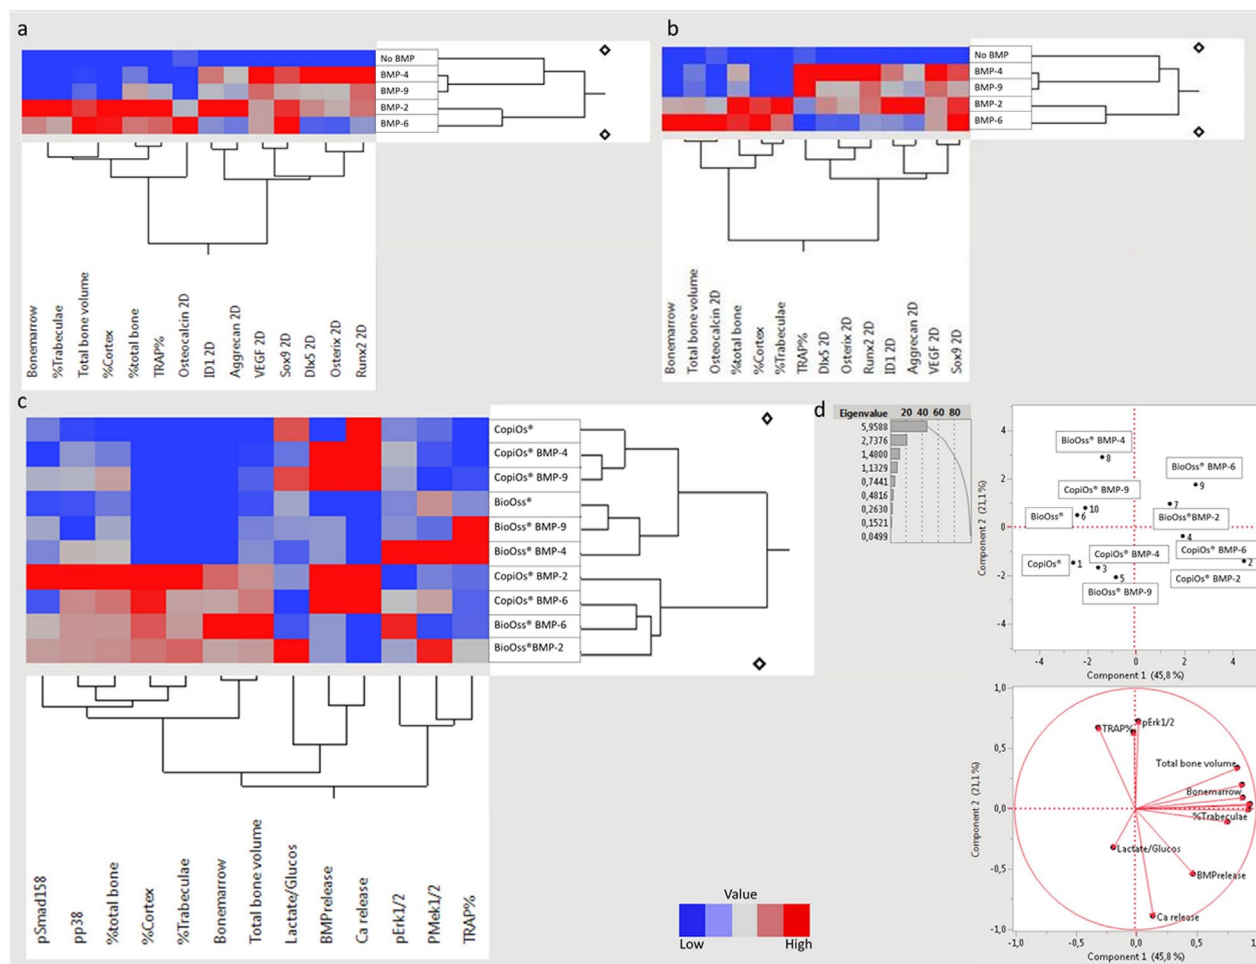 a
No BMP
BMP-4
BMP-9
BMP-2
BMP-6
Bonemarrow
%Trabeculae
Total bone volume
%Cortex
%total bone
TRAP%
Osteocalcin 2D
ID1 2D
Aggrecan 2D
VEGF 2D
Sox9 2D
Dlx5 2D
Osterix 2D
Runx2 2D
b
No BMP
BMP-4
BMP-9
BMP-2
BMP-6
Bonemarrow
Total bone volume
Osteocalcin 2D
%total bone
%Cortex
%Trabeculae
TRAP%
Dlx5 2D
Osterix 2D
Runx2 2D
ID1 2D
Aggrecan 2D
VEGF 2D
Sox9 2D
c
CopiOs®
CopiOs® BMP-4
CopiOs® BMP-9
BioOss®
BioOss® BMP-9
BioOss® BMP-4
CopiOs® BMP-2
CopiOs® BMP-6
BioOss® BMP-6
BioOss®BMP-2
pSmad158
pp38
%total bone
%Cortex
%Trabeculae
Bonemarrow
Total bone volume
Lactate/Glucos
BMPrelease
Ca release
pErk1/2
PMek1/2
TRAP%
Value
Low High
d
Eigenvalue 20 40 60 80
5,9588
2,7376
1,4800
1,1329
0,7441
0,4816
0,2630
0,1521
0,0499
Component 2 (21,1 %)
4
2
0
-2
-4
BioOss® BMP-4
8
BioOss® BMP-6
9
CopiOs® BMP-9
10
7
BioOss®
6
BioOss®BMP-2
4
CopiOs®
1
CopiOs® BMP-4
3
CopiOs® BMP-6
2
5
BioOss® BMP-9
CopiOs® BMP-2
-4 -2 0 2 4
Component 1 (45,8 %)
Component 2 (21,1 %)
1,0
0,5
0,0
-0,5
-1,0
TRAP%
pErk1/2
Total bone volume
Bonemarrow
%Trabeculae
Lactate/Glucos
BMPrelease
Ca release
-1,0 -0,5 0,0 0,5
Component 1 (45,8 %)